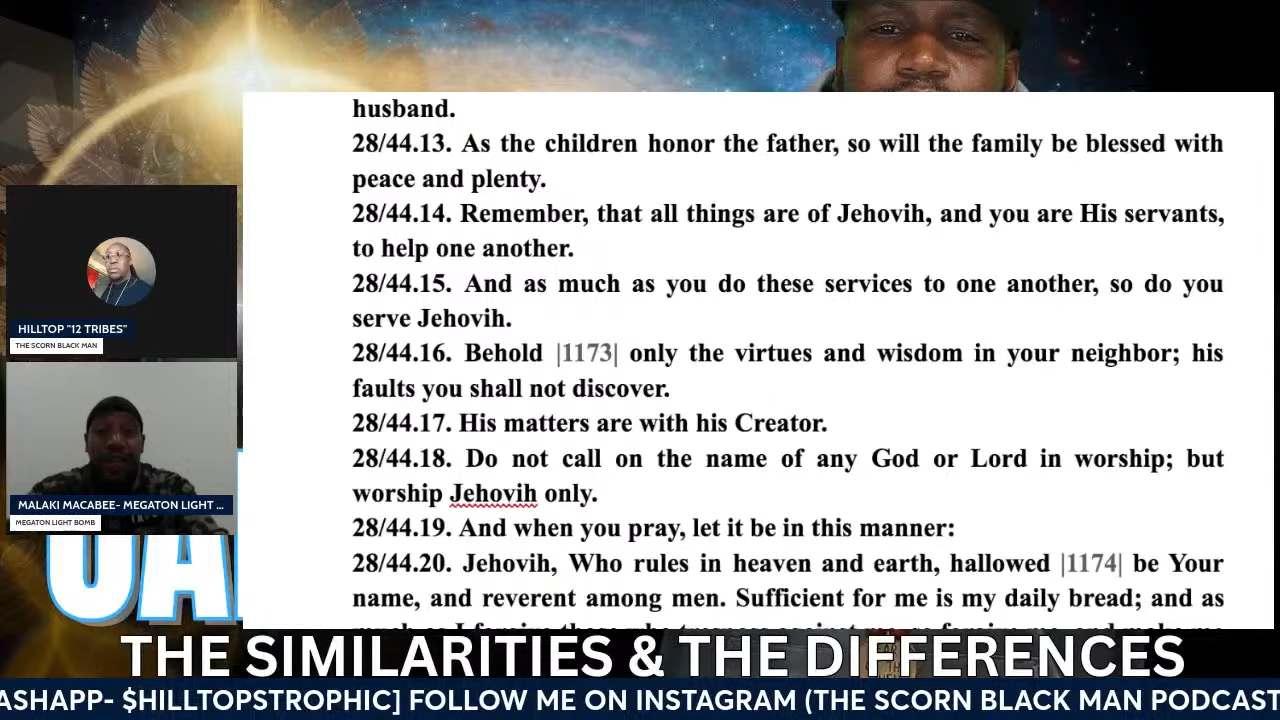 husband.
28/44.13. As the children honor the father, so will the family be blessed with
peace and plenty.
28/44.14. Remember, that all things are of Jehovih, and you are His servants,
to help one another.
28/44.15. And as much as you do these services to one another, so do you
serve Jehovih.
28/44.16. Behold |1173| only the virtues and wisdom in your neighbor; his
faults you shall not discover.
28/44.17. His matters are with his Creator.
28/44.18. Do not call on the name of any God or Lord in worship; but
worship Jehovih only.
28/44.19. And when you pray, let it be in this manner:
28/44.20. Jehovih, Who rules in heaven and earth, hallowed |1174| be Your
name, and reverent among men. Sufficient for me is my daily bread; and as
HILLTOP "12 TRIBES"
THE SCORN BLACK MAN
MALAKI MACABEE- MEGATON LIGHT ...
MEGATON LIGHT BOMB
OA
THE SIMILARITIES & THE DIFFERENCES
ASHAPP- $HILLTOPSTROPHIC] FOLLOW ME ON INSTAGRAM (THE SCORN BLACK MAN PODCAST